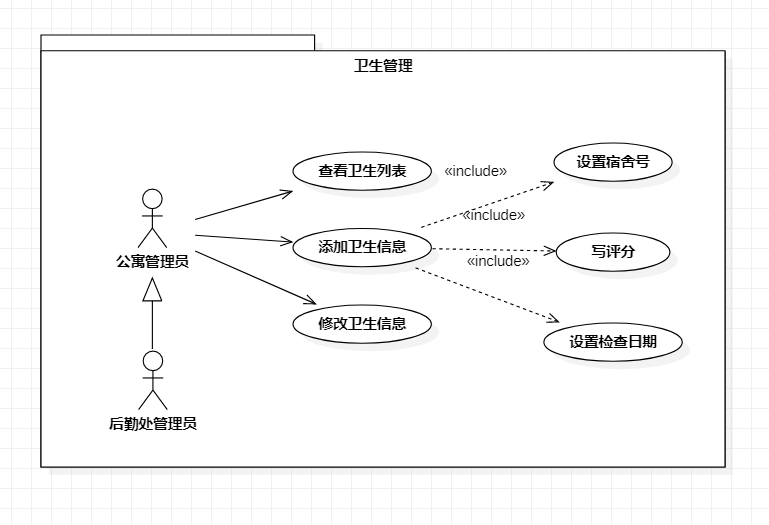 卫生管理
查看卫生列表
«include»
设置宿舍号
«include»
公寓管理员
添加卫生信息
«include»
写评分
修改卫生信息
设置检查日期
后勤处管理员